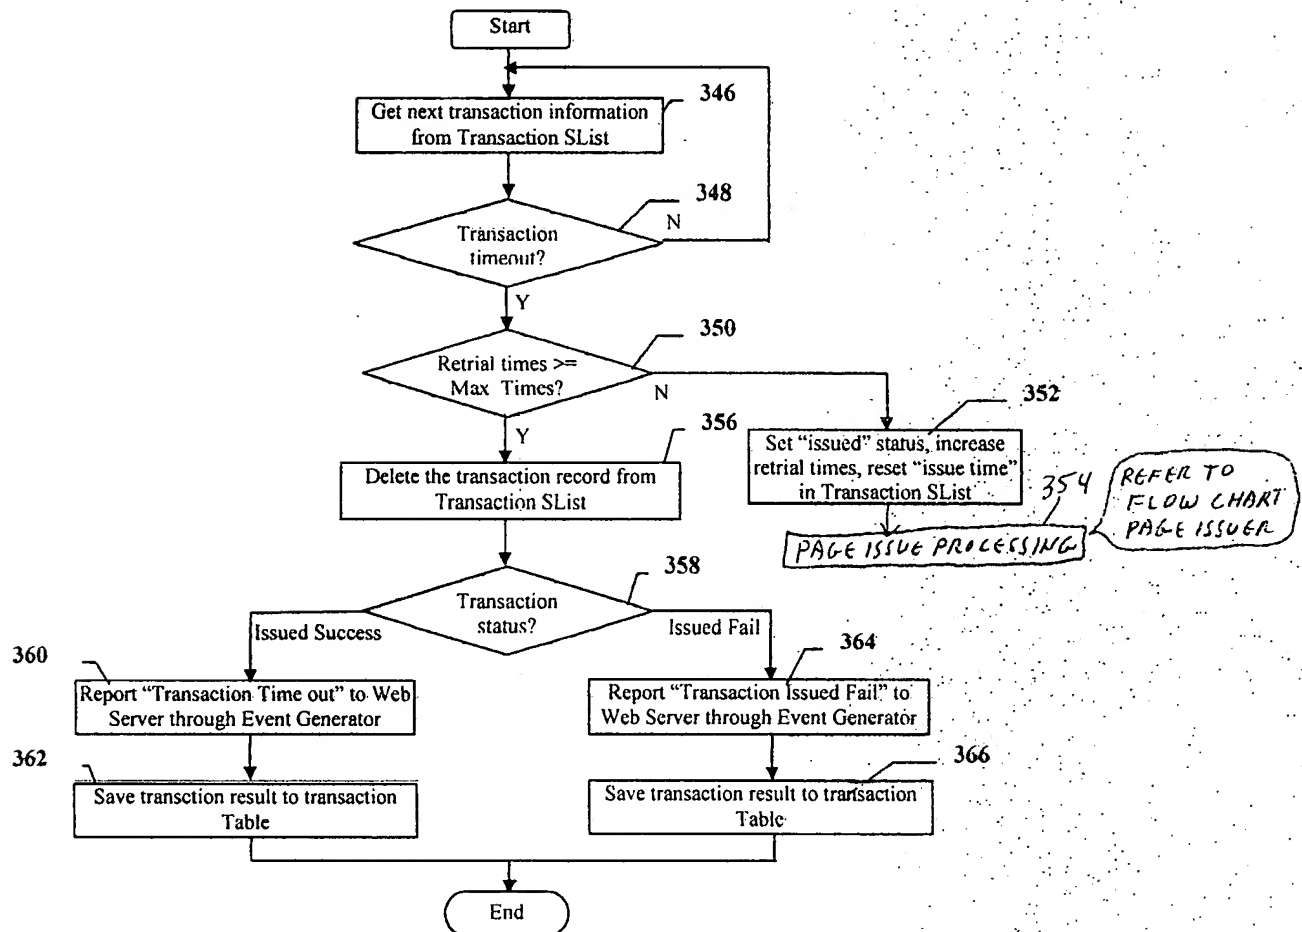 Start
346
Get next transaction information
from Transaction SList
348
N
Transaction
timeout?
Y
350
Retrial times >=
Max Times?
N
352
Y
356
Set "issued" status, increase
retrial times, reset "issue time"
in Transaction SList
Delete the transaction record from
Transaction SList
354
REFER TO
FLOW CHART
PAGE ISSUER
PAGE ISSUE PROCESSING
358
Transaction
status?
Issued Success
Issued Fail
360
364
Report "Transaction Time out" to Web
Server through Event Generator
Report "Transaction Issued Fail" to
Web Server through Event Generator
362
366
Save transction result to transaction
Table
Save transaction result to transaction
Table
End